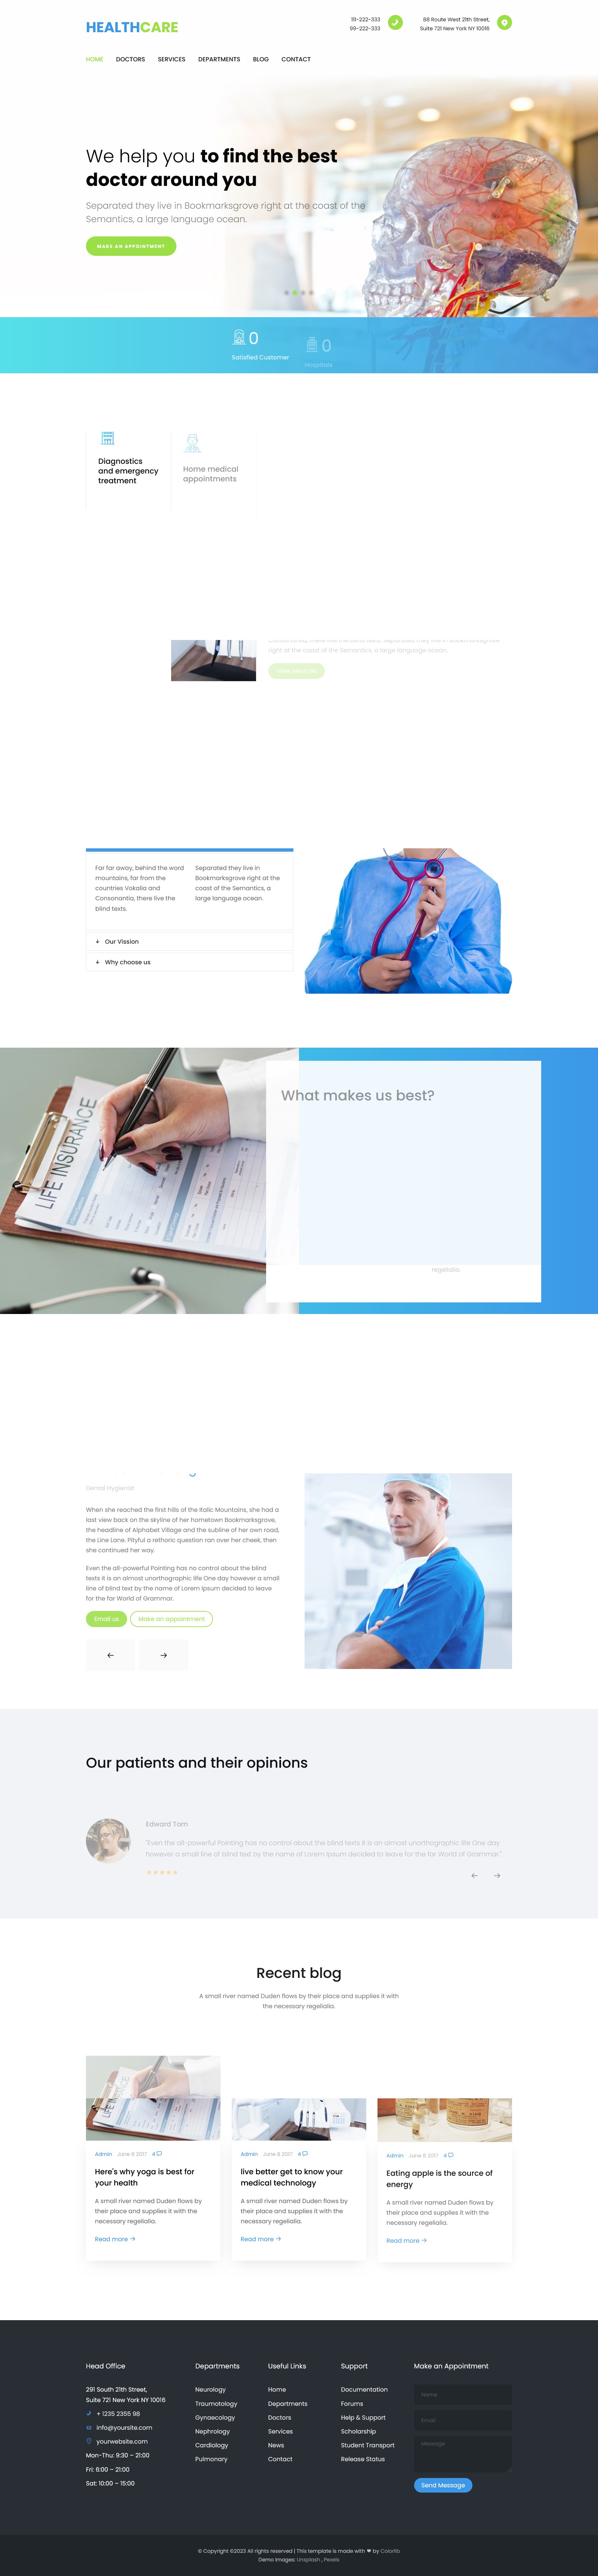 HEALTHCARE
111-222-333
99-222-333
88 Route West 21th Street,
Suite 721 New York NY 10016
HOME DOCTORS SERVICES DEPARTMENTS BLOG CONTACT
We help you to find the best
doctor around you
Separated they live in Bookmarksgrove right at the coast of the
Semantics, a large language ocean.
MAKE AN APPOINTMENT
0
Satisfied Customer
0
Hospitals
Diagnostics
and emergency
treatment
Home medical
appointments
right at the coast of the Semantics, a large language ocean.
Far far away, behind the word
mountains, far from the
countries Vokalia and
Consonantia, there live the
blind texts.
Separated they live in
Bookmarksgrove right at the
coast of the Semantics, a
large language ocean.
Our Vission
Why choose us
LIFE INSURANCE
What makes us best?
regelialia.
Dental Hygienist
When she reached the first hills of the Italic Mountains, she had a
last view back on the skyline of her hometown Bookmarksgrove,
the headline of Alphabet Village and the subline of her own road,
the Line Lane. Pityful a rethoric question ran over her cheek, then
she continued her way.
Even the all-powerful Pointing has no control about the blind
texts it is an almost unorthographic life One day however a small
line of blind text by the name of Lorem Ipsum decided to leave
for the far World of Grammar.
Email us Make an appointment
Our patients and their opinions
Edward Tom
"Even the all-powerful Pointing has no control about the blind texts it is an almost unorthographic life One day
however a small line of blind text by the name of Lorem Ipsum decided to leave for the far World of Grammar."
Recent blog
A small river named Duden flows by their place and supplies it with
the necessary regelialia.
Admin June 8 2017 4
Here's why yoga is best for
your health
A small river named Duden flows by
their place and supplies it with the
necessary regelialia.
Read more
Admin June 8 2017 4
live better get to know your
medical technology
A small river named Duden flows by
their place and supplies it with the
necessary regelialia.
Read more
Admin June 8 2017 4
Eating apple is the source of
energy
A small river named Duden flows by
their place and supplies it with the
necessary regelialia.
Read more
Head Office
291 South 21th Street,
Suite 721 New York NY 10016
+ 1235 2355 98
info@yoursite.com
yourwebsite.com
Mon-Thu: 9:30 – 21:00
Fri: 6:00 – 21:00
Sat: 10:00 – 15:00
Departments
Neurology
Traumotology
Gynaecology
Nephrology
Cardiology
Pulmonary
Useful Links
Home
Departments
Doctors
Services
News
Contact
Support
Documentation
Forums
Help & Support
Scholarship
Student Transport
Release Status
Make an Appointment
Name
Email
Message
Send Message
© Copyright ©2023 All rights reserved | This template is made with ❤ by Colorlib
Demo Images: Unsplash , Pexels